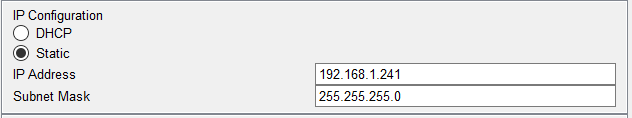 IP Configuration
DHCP
Static
IP Address 192.168.1.241
Subnet Mask 255.255.255.0